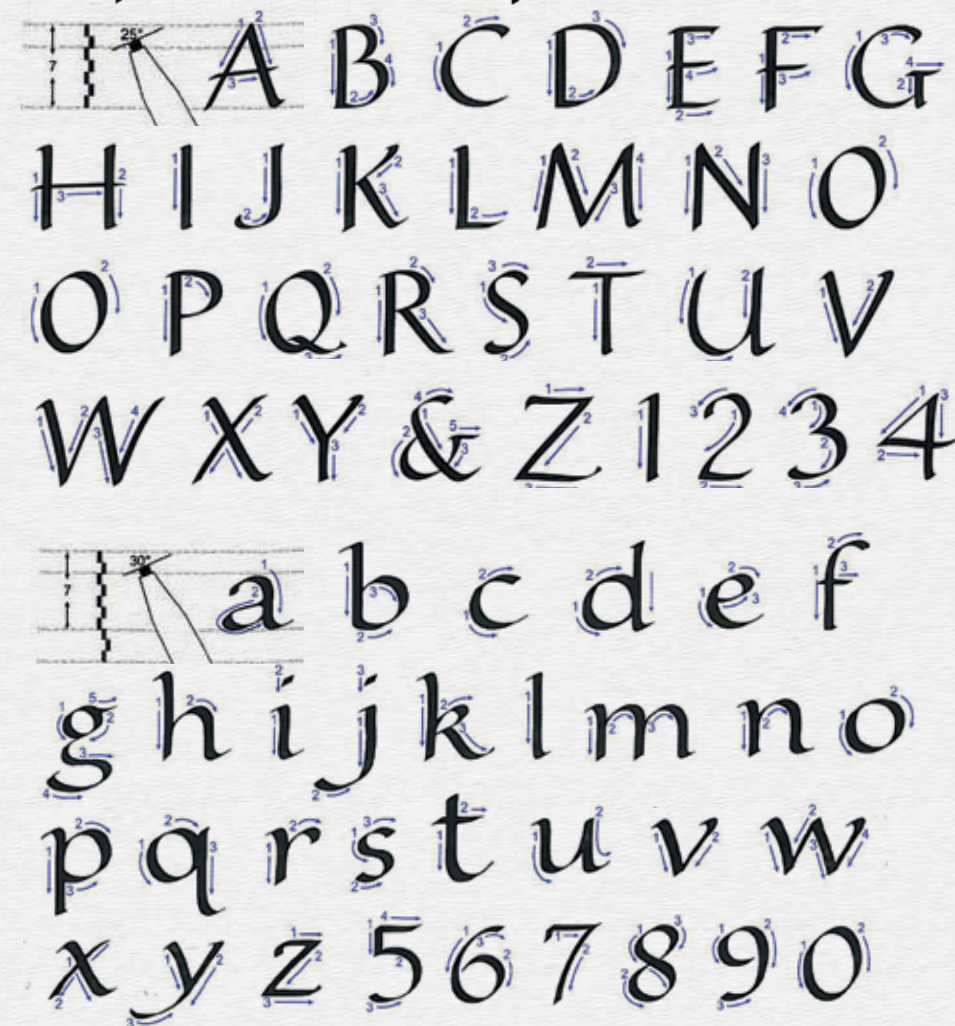 7 25° A B C D E F G
H I J K L M N O
O P Q R S T U V
W X Y & Z 1 2 3 4
7 30° a b c d e f
g h i j k l m n o
p q r s t u v w
x y z 5 6 7 8 9 0